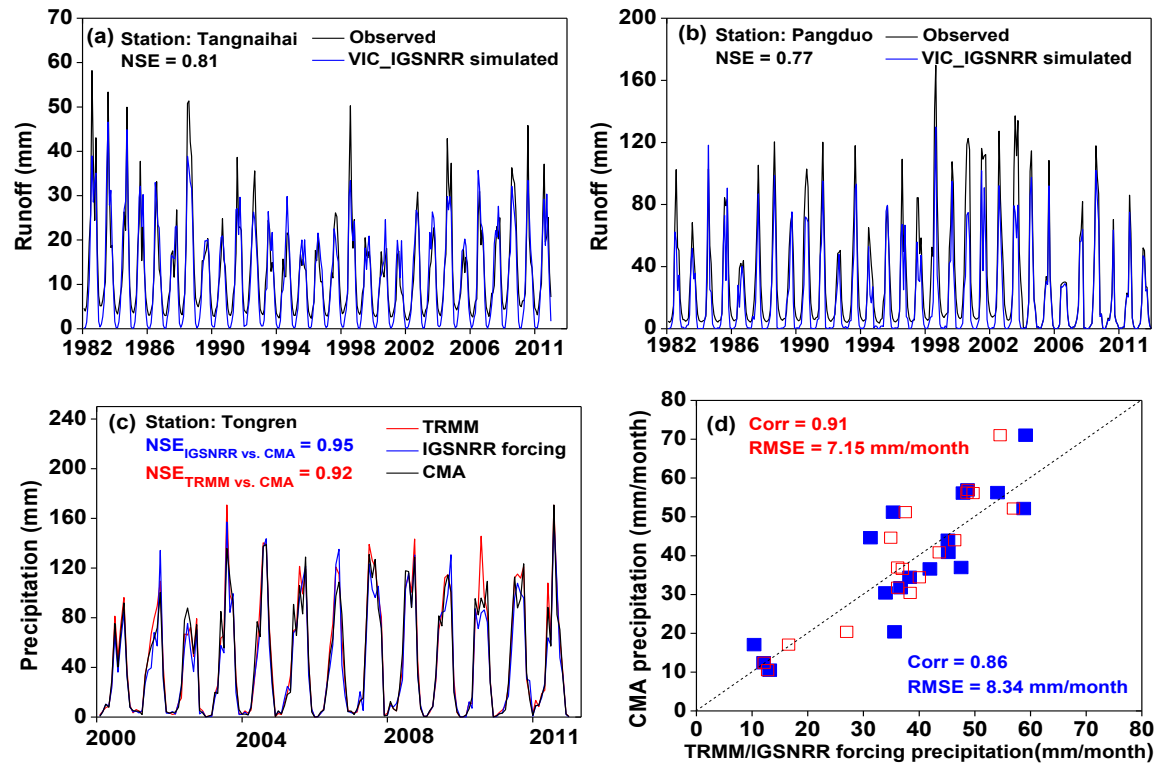 (a) Station: Tangnaihai
NSE = 0.81
Observed
VIC_IGSNRR simulated
Runoff (mm)
70
60
50
40
30
20
10
0
1982 1986 1990 1994 1998 2002 2006 2011
(b) Station: Pangduo
NSE = 0.77
Observed
VIC_IGSNRR simulated
Runoff (mm)
200
160
120
80
40
0
1982 1986 1990 1994 1998 2002 2006 2011
(c) Station: Tongren
NSE IGSNRR vs. CMA = 0.95
NSE TRMM vs. CMA = 0.92
TRMM
IGSNRR forcing
CMA
Precipitation (mm)
240
200
160
120
80
40
0
2000 2004 2008 2011
(d)
Corr = 0.91
RMSE = 7.15 mm/month
Corr = 0.86
RMSE = 8.34 mm/month
CMA precipitation (mm/month)
80
70
60
50
40
30
20
10
0
0 10 20 30 40 50 60 70 80
TRMM/IGSNRR forcing precipitation(mm/month)